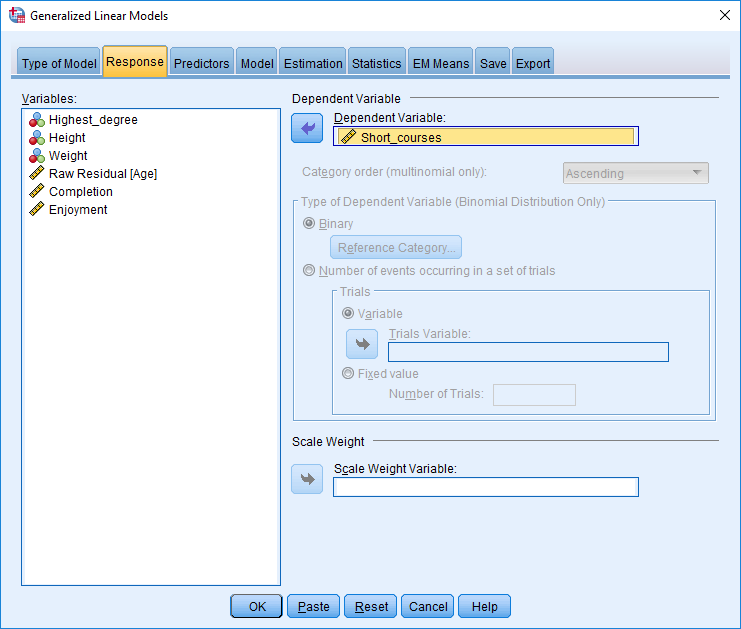 Generalized Linear Models
Type of Model Response Predictors Model Estimation Statistics EM Means Save Export
Variables:
Highest_degree
Height
Weight
Raw Residual [Age]
Completion
Enjoyment
Dependent Variable
Dependent Variable:
Short_courses
Category order (multinomial only): Ascending
Type of Dependent Variable (Binomial Distribution Only)
Binary
Reference Category...
Number of events occurring in a set of trials
Trials
Variable
Trials Variable:
Fixed value
Number of Trials:
Scale Weight
Scale Weight Variable:
OK Paste Reset Cancel Help